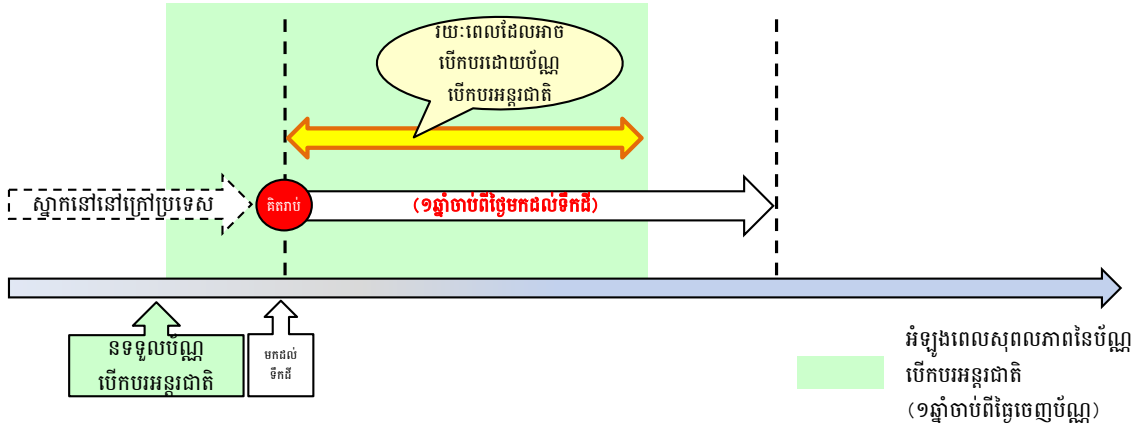 រយៈពេលដែលអាច
បើកបរដោយប័ណ្ណ
បើកបរអន្តរជាតិ
ស្នាកនៅនៅក្រៅប្រទេស
គិតរាប់
(១ឆ្នាំចាប់ពីថ្ងៃមកដល់ទឹកដី)
នទទួលប័ណ្ណ
បើកបរអន្តរជាតិ
មកដល់
ទឹកដី
អំឡុងពេលសុពលភាពនៃប័ណ្ណ
បើកបរអន្តរជាតិ
(១ឆ្នាំចាប់ពីថ្ងៃចេញប័ណ្ណ)